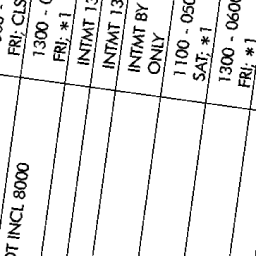 FRI; CLS
1300 - 0
FRI; *1
INTMT 13
INTMT 13
INTMT BY
ONLY
1100 - 050
SAT; *1
1300 - 0600
FRI; *1
OT INCL 8000